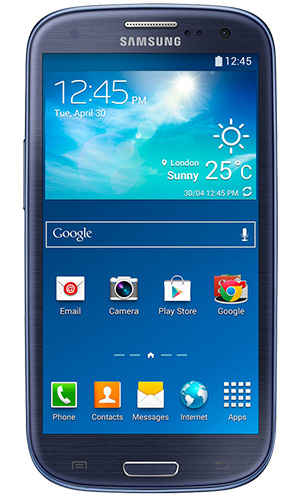 SAMSUNG
12:45
12:45 PM
Tue, April 30
London
Sunny 25°C
30/04 12:45 PM
Google
Email Camera Play Store Google
Phone Contacts Messages Internet Apps